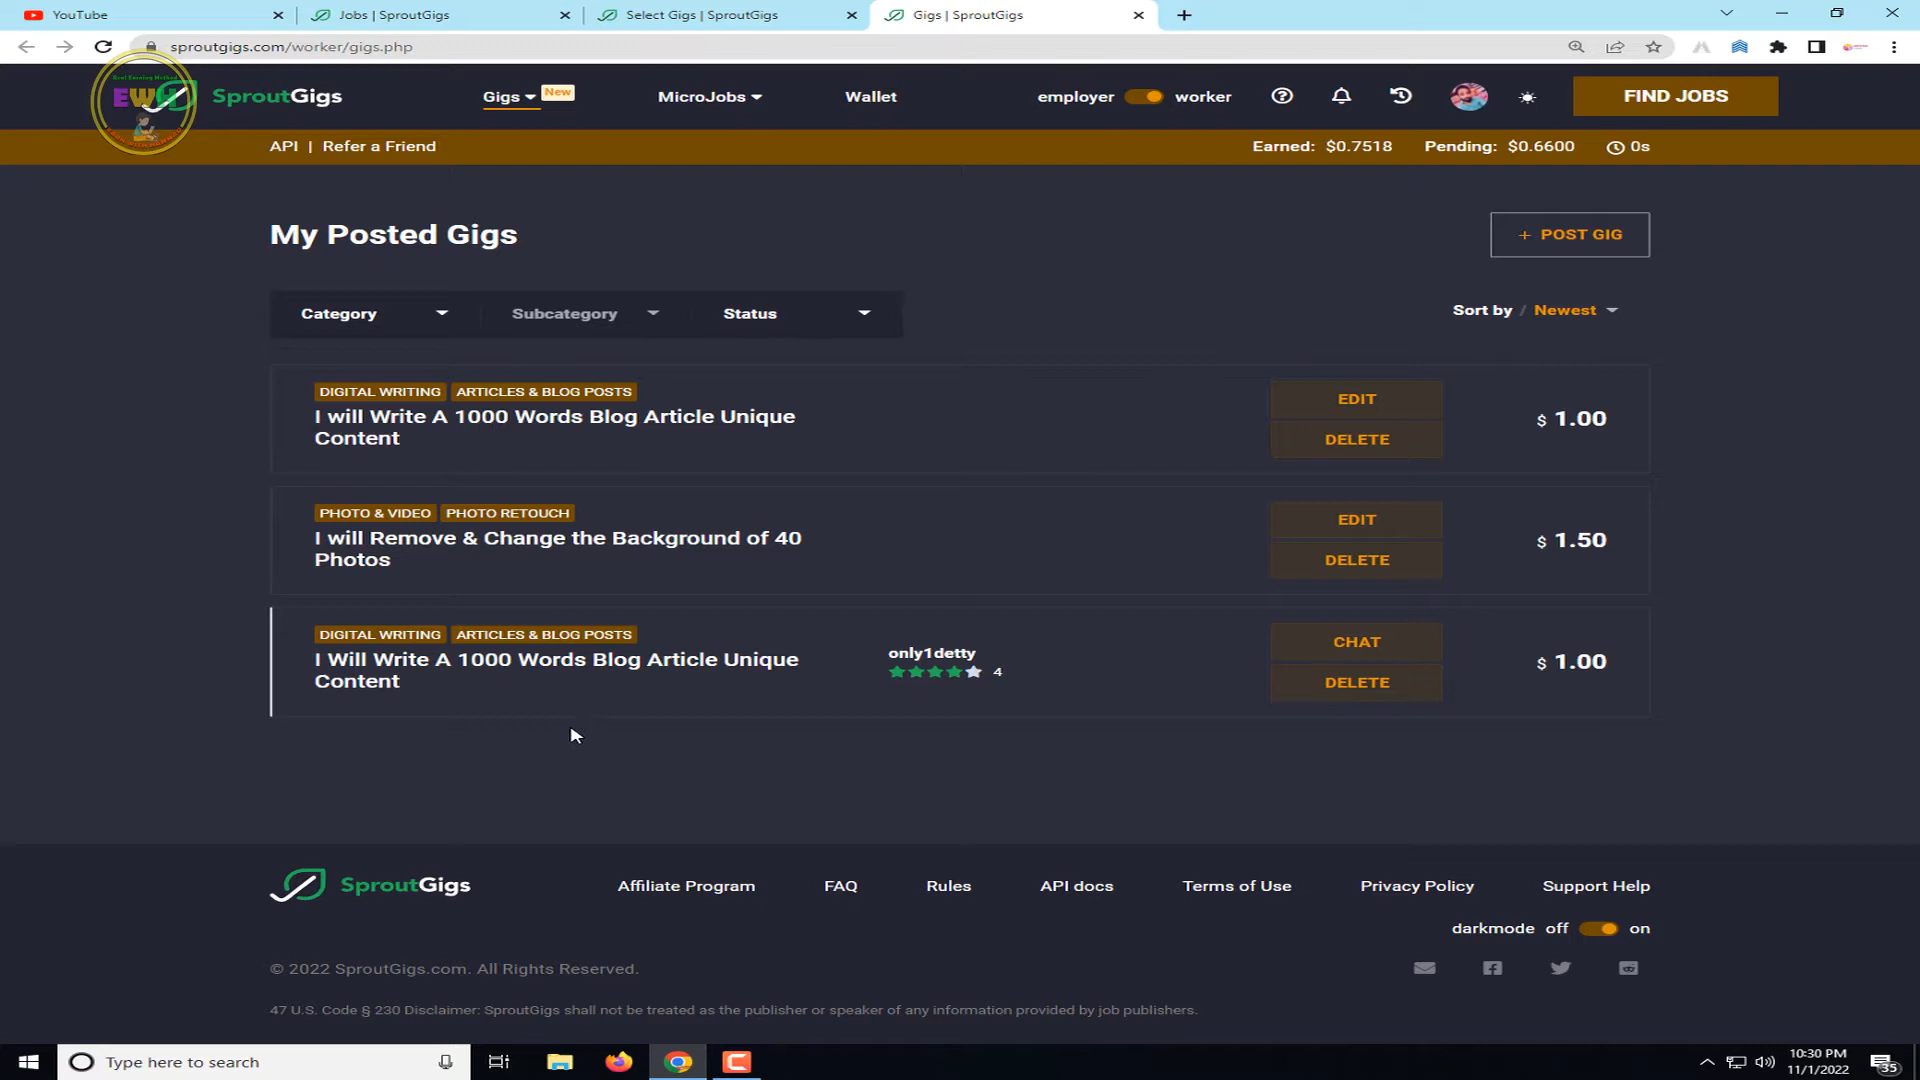 YouTube
Jobs | SproutGigs
Select Gigs | SproutGigs
Gigs | SproutGigs
sproutgigs.com/worker/gigs.php
EWH
SproutGigs
Gigs
New
MicroJobs
Wallet
employer
worker
FIND JOBS
API | Refer a Friend
Earned: $0.7518
Pending: $0.6600
0s
My Posted Gigs
+ POST GIG
Category
Subcategory
Status
Sort by / Newest
DIGITAL WRITING ARTICLES & BLOG POSTS
I will Write A 1000 Words Blog Article Unique
Content
EDIT
DELETE
$ 1.00
PHOTO & VIDEO PHOTO RETOUCH
I will Remove & Change the Background of 40
Photos
EDIT
DELETE
$ 1.50
DIGITAL WRITING ARTICLES & BLOG POSTS
I Will Write A 1000 Words Blog Article Unique
Content
only1detty
4
CHAT
DELETE
$ 1.00
SproutGigs
Affiliate Program
FAQ
Rules
API docs
Terms of Use
Privacy Policy
Support Help
darkmode off on
© 2022 SproutGigs.com. All Rights Reserved.
47 U.S. Code § 230 Disclaimer: SproutGigs shall not be treated as the publisher or speaker of any information provided by job publishers.
Type here to search
10:30 PM
11/1/2022
35